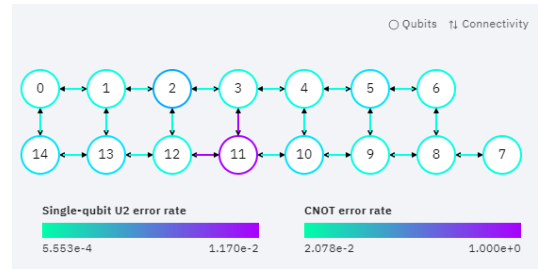 Qubits Connectivity
0 1 2 3 4 5 6
14 13 12 11 10 9 8 7
Single-qubit U2 error rate CNOT error rate
5.553e-4 1.170e-2 2.078e-2 1.000e+0